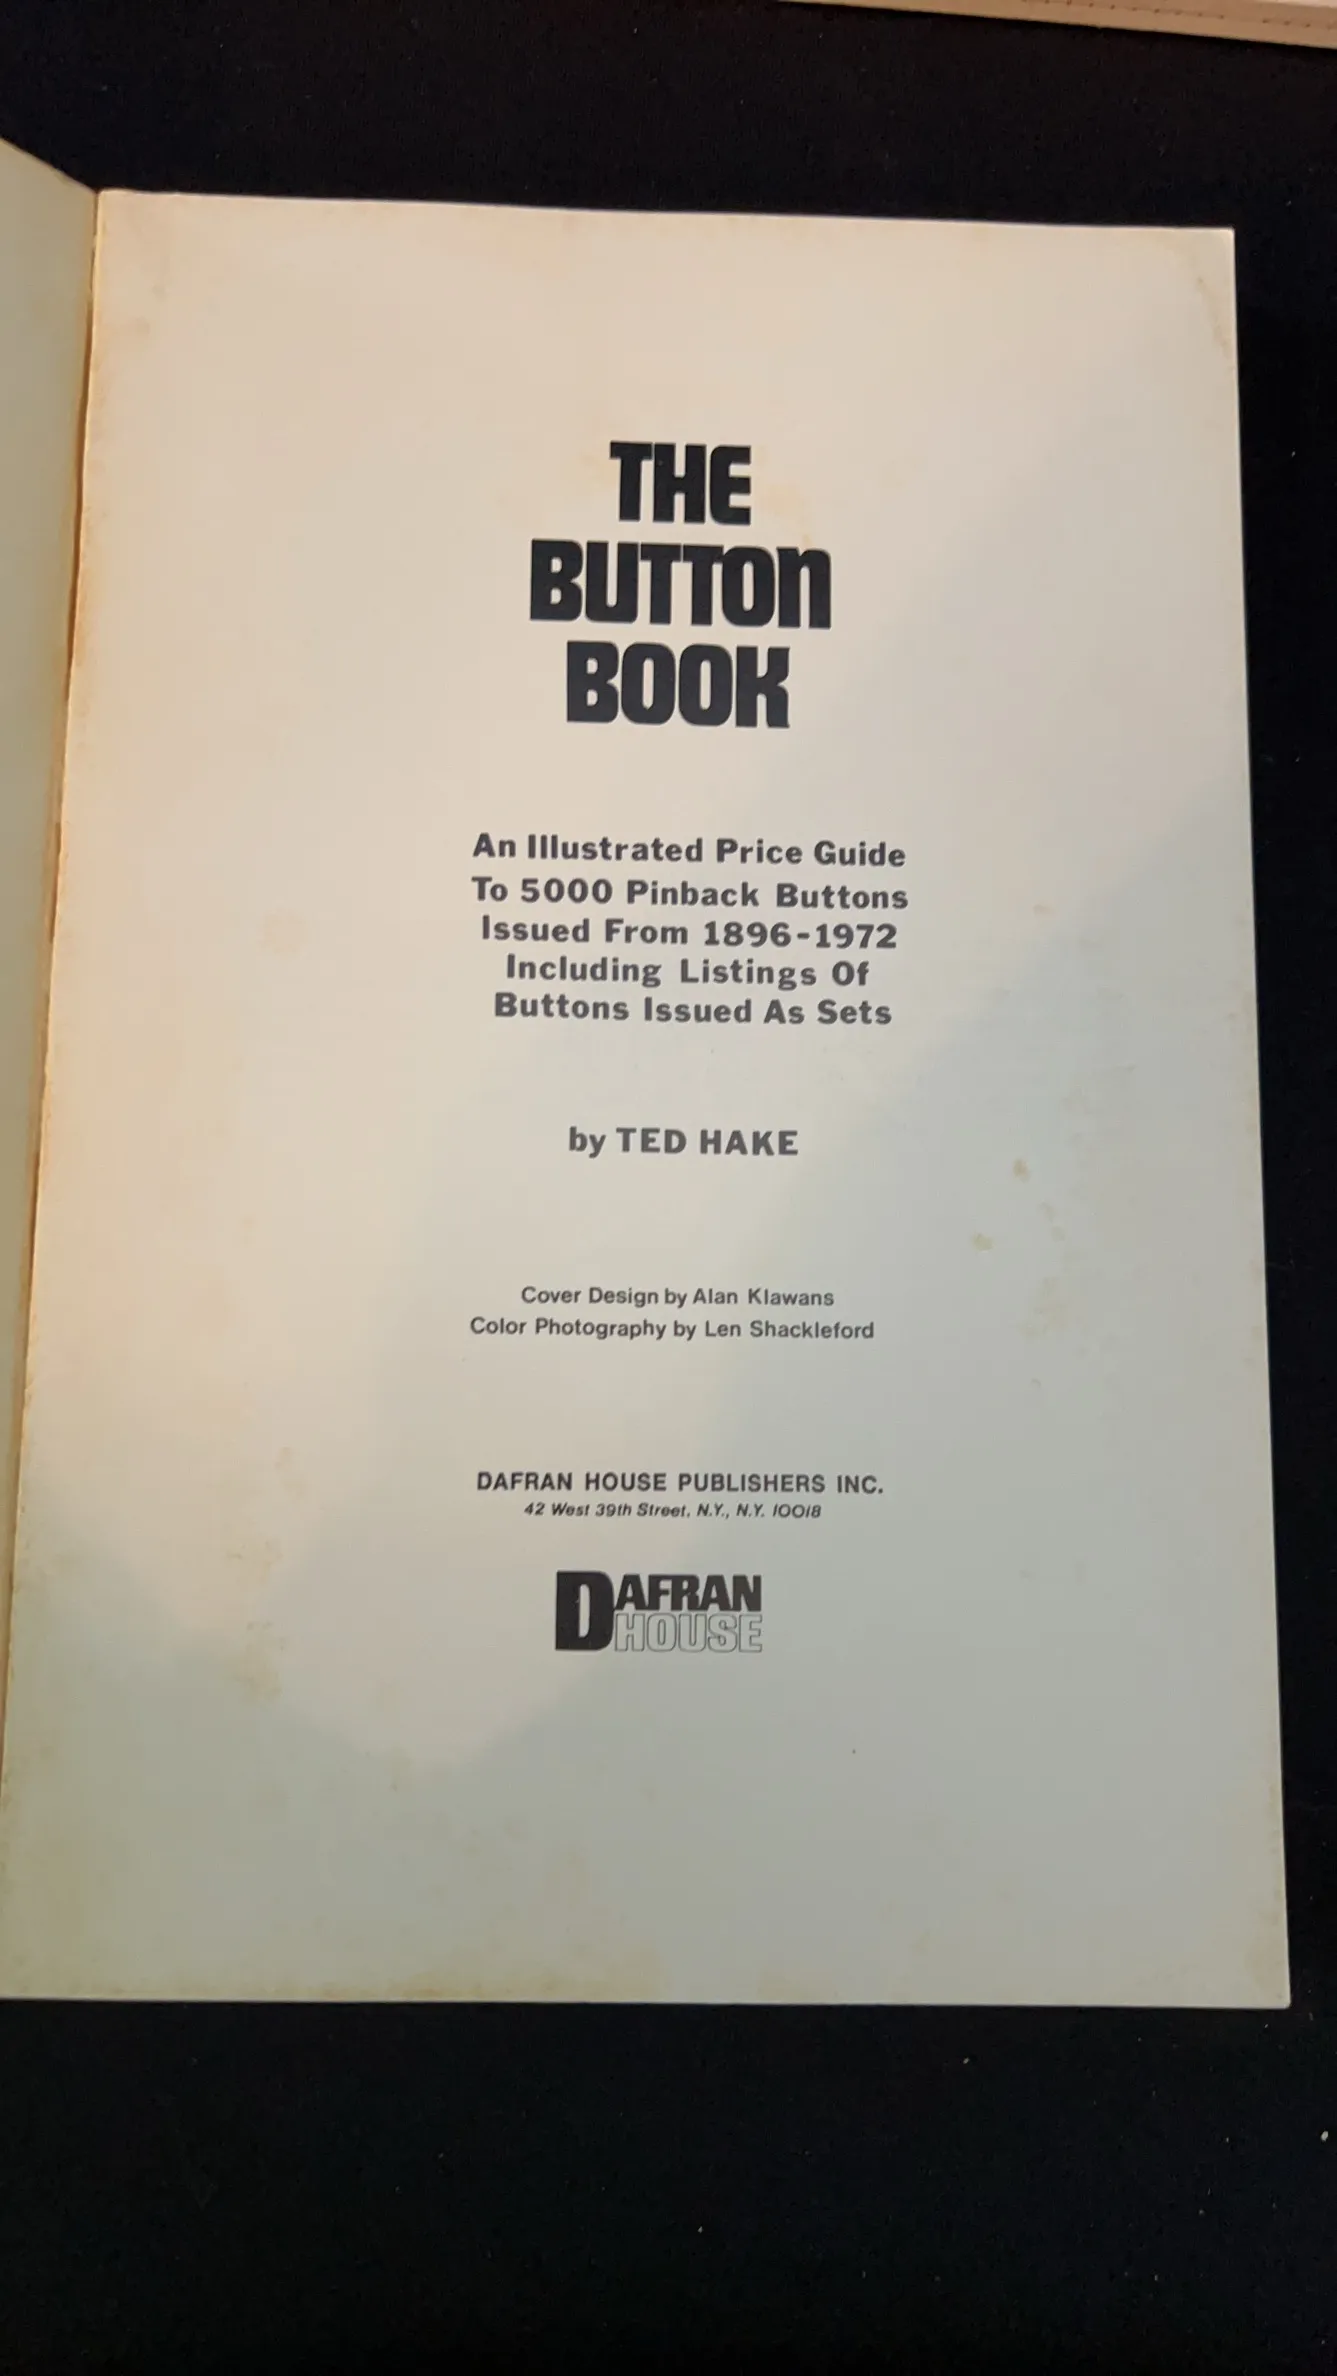 THE
BUTTON
BOOK
An Illustrated Price Guide
To 5000 Pinback Buttons
Issued From 1896-1972
Including Listings Of
Buttons Issued As Sets
by TED HAKE
Cover Design by Alan Klawans
Color Photography by Len Shackleford
DAFRAN HOUSE PUBLISHERS INC.
42 West 39th Street, N.Y., N.Y. 10018
DAFRAN
HOUSE